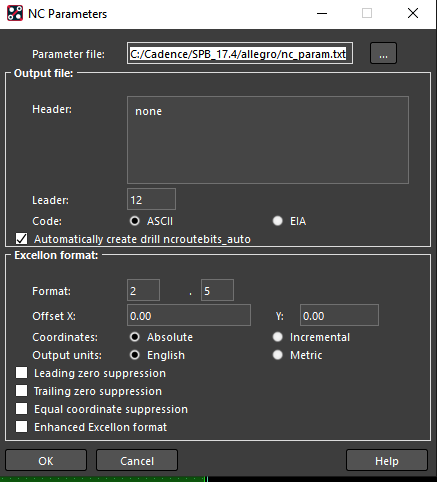 NC Parameters
Parameter file: C:/Cadence/SPB_17.4/allegro/nc_param.txt ...
Output file:
Header: none
Leader: 12
Code: ASCII EIA
Automatically create drill ncroutebits_auto
Excellon format:
Format: 2 . 5
Offset X: 0.00 Y: 0.00
Coordinates: Absolute Incremental
Output units: English Metric
Leading zero suppression
Trailing zero suppression
Equal coordinate suppression
Enhanced Excellon format
OK Cancel Help